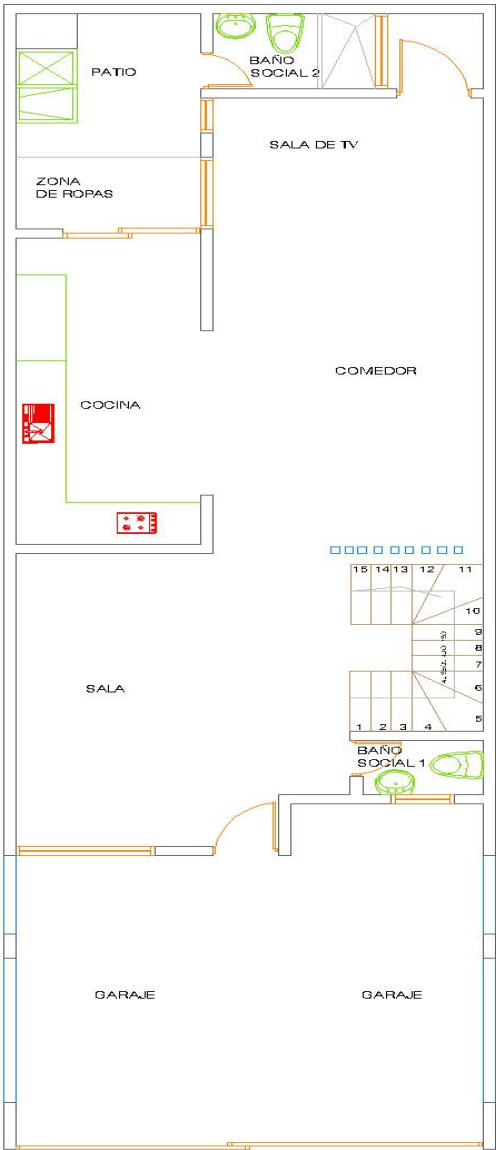 PATIO
BAÑO
SOCIAL 2
SALA DE TV
ZONA
DE ROPAS
COMEDOR
COCINA
15 14 13 12 11
10
9
8
7
6
5
SALA
1 2 3 4
BAÑO
SOCIAL 1
GARAJE
GARAJE